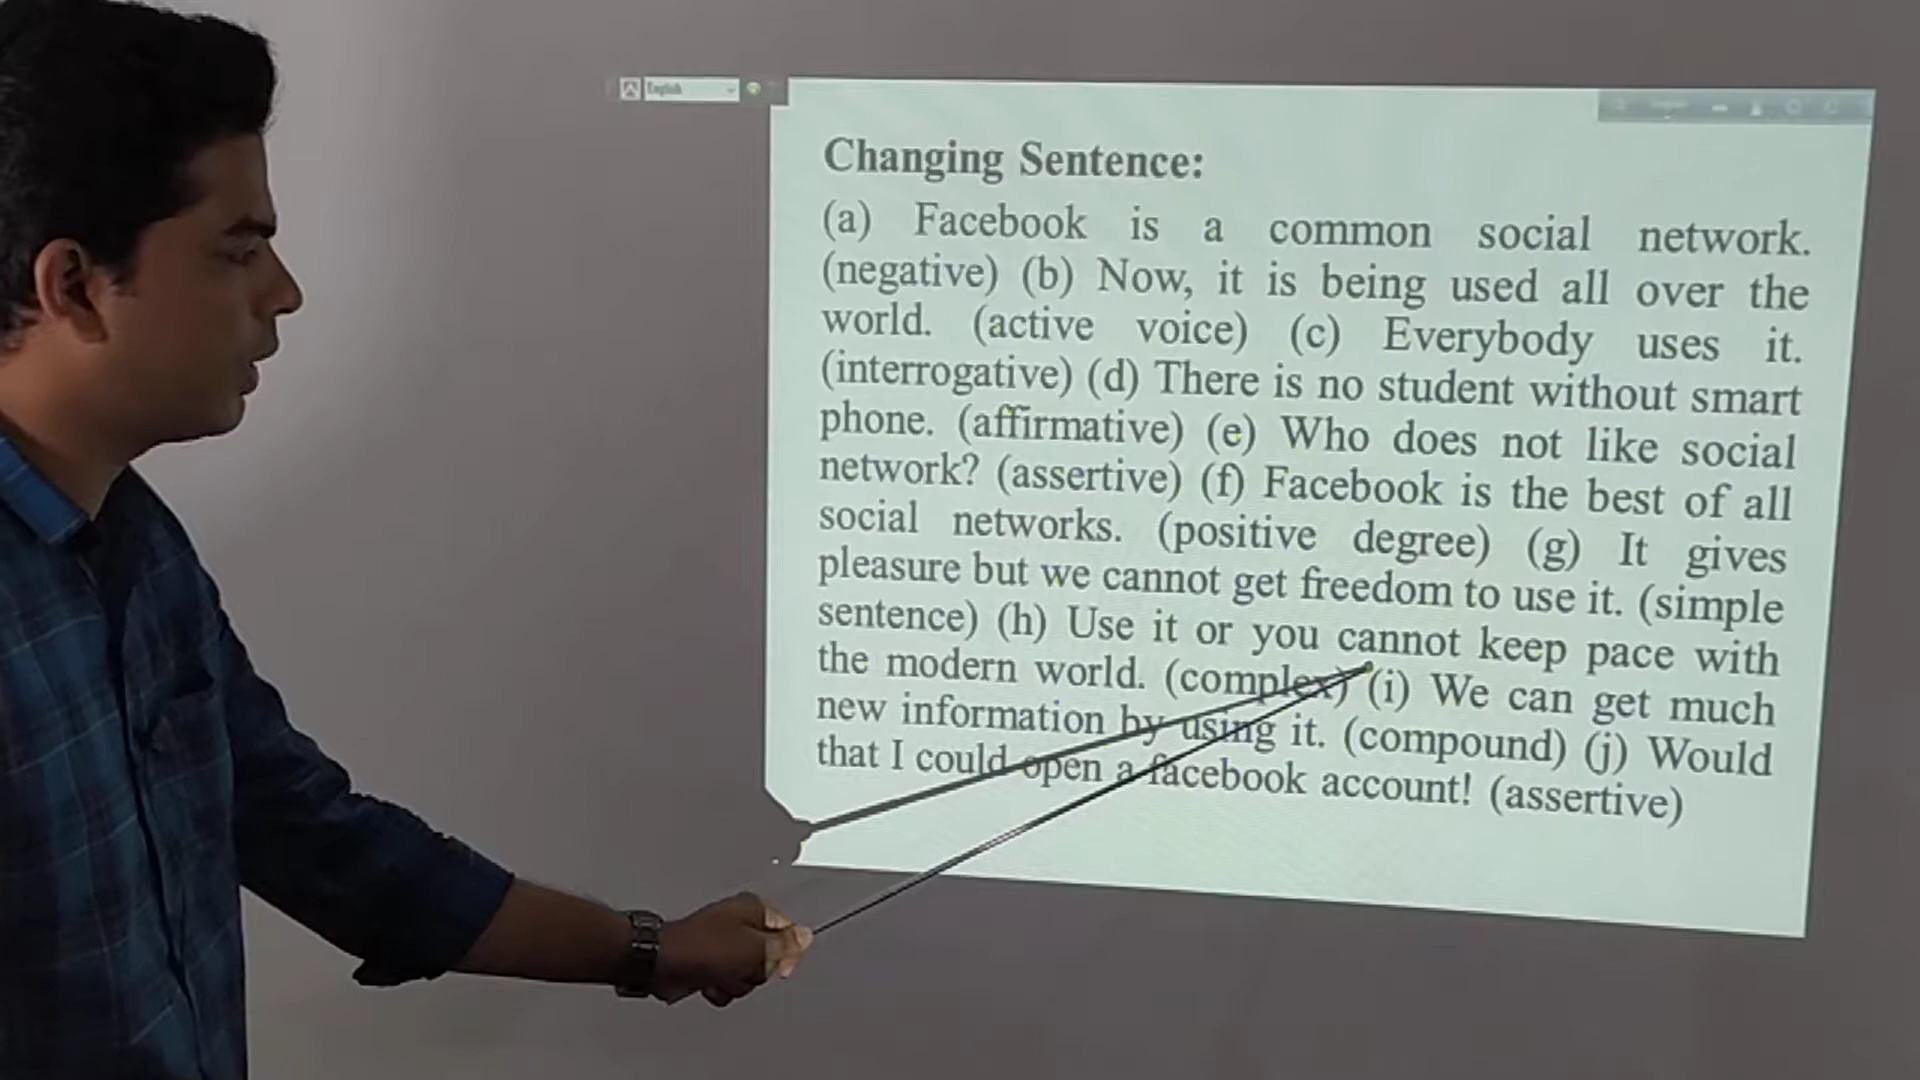 English
Changing Sentence:
(a) Facebook is a common social network.
(negative) (b) Now, it is being used all over the
world. (active voice) (c) Everybody uses it.
(interrogative) (d) There is no student without smart
phone. (affirmative) (e) Who does not like social
network? (assertive) (f) Facebook is the best of all
social networks. (positive degree) (g) It gives
pleasure but we cannot get freedom to use it. (simple
sentence) (h) Use it or you cannot keep pace with
the modern world. (complex) (i) We can get much
new information by using it. (compound) (j) Would
that I could open a facebook account! (assertive)